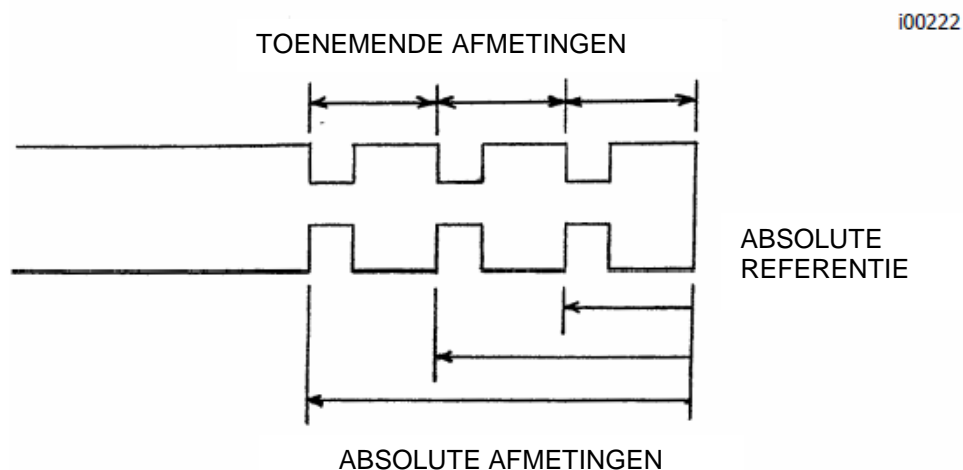 i00222
TOENEMENDE AFMETINGEN
ABSOLUTE
REFERENTIE
ABSOLUTE AFMETINGEN